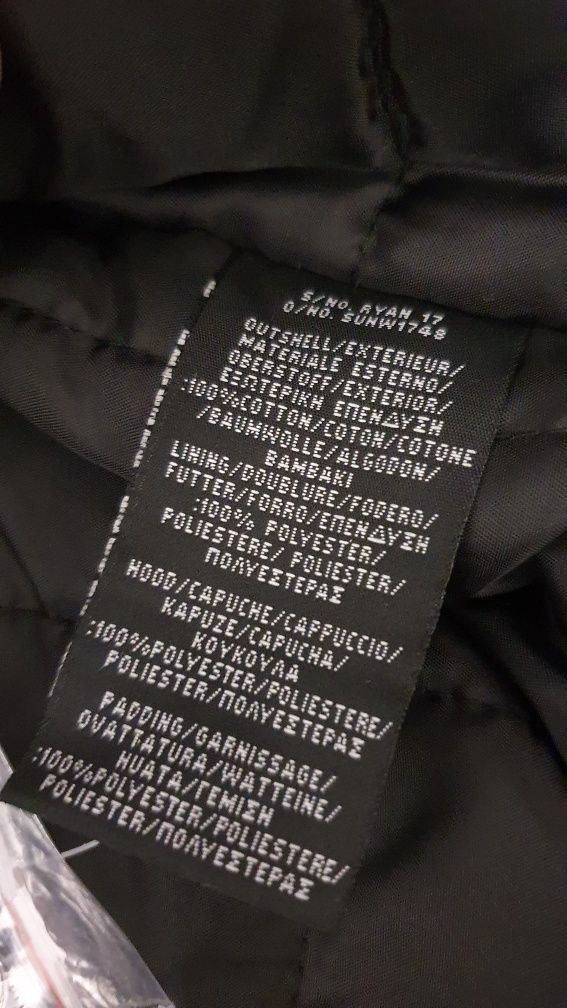 S/NO. RYAN 17
O/NO. SUNW1748
OUTSHELL/EXTERIEUR/
MATERIALE ESTERNO/
OBERSTOFF/EXTERIOR/
ΕΞΩΤΕΡΙΚΗ ΕΠΕΝΔΥΣΗ
:100%COTTON/COTON/COTONE
/BAUMWOLLE/ALGODON/
ΒΑΜΒΑΚΙ
LINING/DOUBLURE/FODERO/
FUTTER/FORRO/ΕΠΕΝΔΥΣΗ
:100% POLYESTER/
POLIESTERE/ POLIESTER/
ΠΟΛΥΕΣΤΕΡΑΣ
HOOD/CAPUCHE/CAPPUCCIO/
KAPUZE/CAPUCHA/
ΚΟΥΚΟΥΛΑ
:100%POLYESTER/POLIESTERE/
POLIESTER/ΠΟΛΥΕΣΤΕΡΑΣ
PADDING/GARNISSAGE/
OVATTATURA/WATTEINE/
HUATA/ΓΕΜΙΣΗ
:100%POLYESTER/POLIESTERE/
POLIESTER/ΠΟΛΥΕΣΤΕΡΑΣ